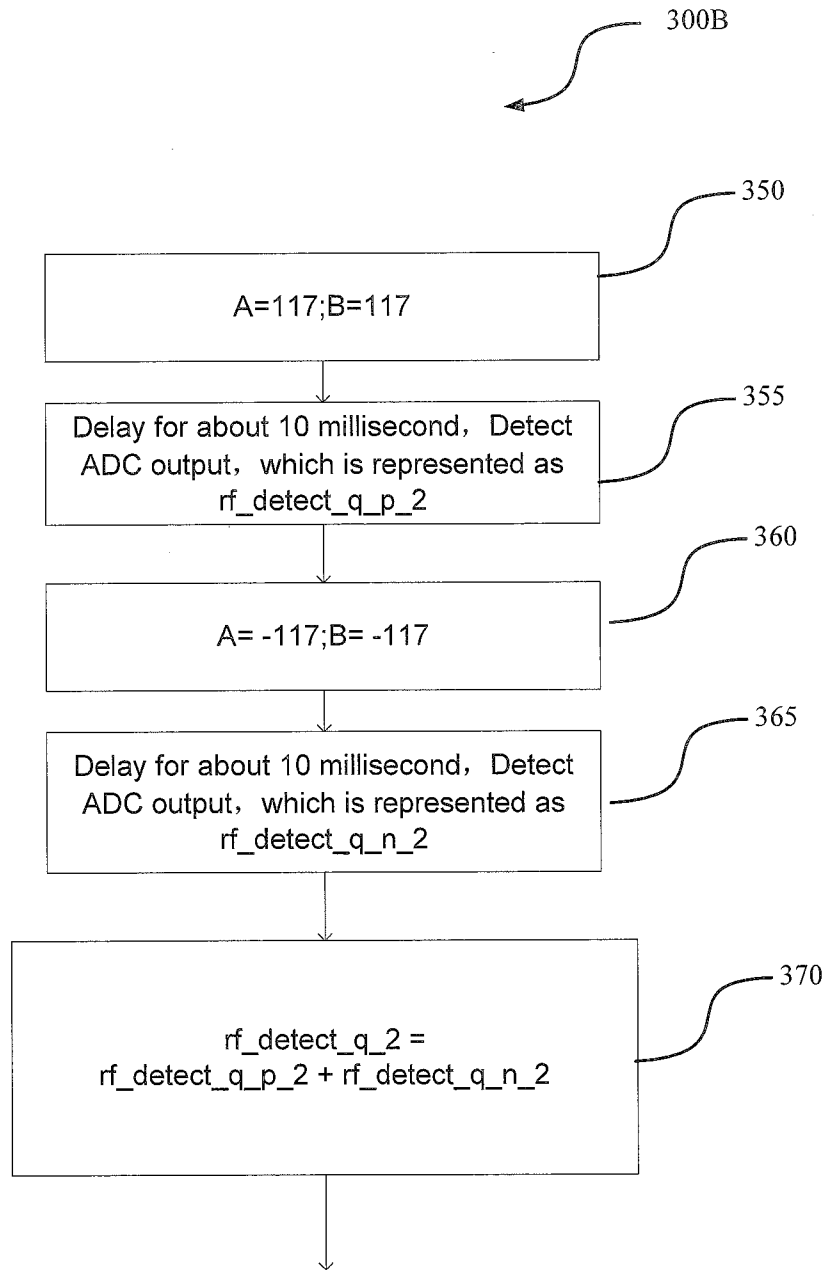 300B
350
A=117;B=117
355
Delay for about 10 millisecond，Detect
ADC output，which is represented as
rf_detect_q_p_2
360
A= -117;B= -117
365
Delay for about 10 millisecond，Detect
ADC output，which is represented as
rf_detect_q_n_2
370
rf_detect_q_2 =
rf_detect_q_p_2 + rf_detect_q_n_2